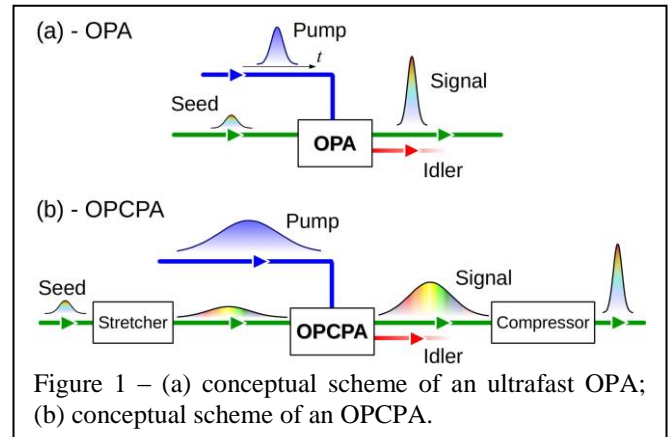 (a) - OPA
Pump
t
Seed
Signal
OPA
Idler
(b) - OPCPA
Pump
Seed
Signal
Stretcher
OPCPA
Compressor
Idler
Figure 1 – (a) conceptual scheme of an ultrafast OPA;
(b) conceptual scheme of an OPCPA.